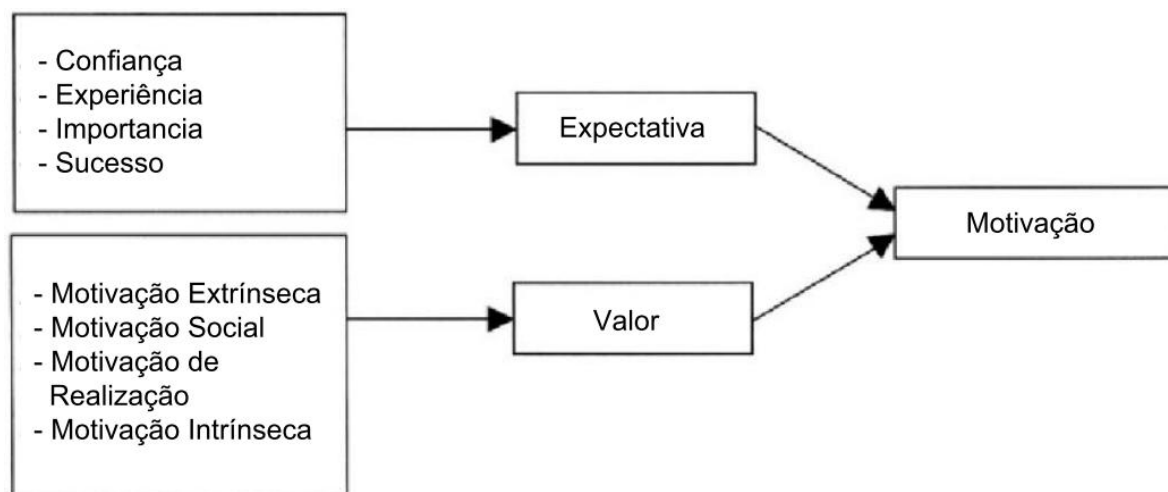 - Confiança
- Experiência
- Importancia
- Sucesso
Expectativa
Motivação
- Motivação Extrínseca
- Motivação Social
- Motivação de
Realização
- Motivação Intrínseca
Valor